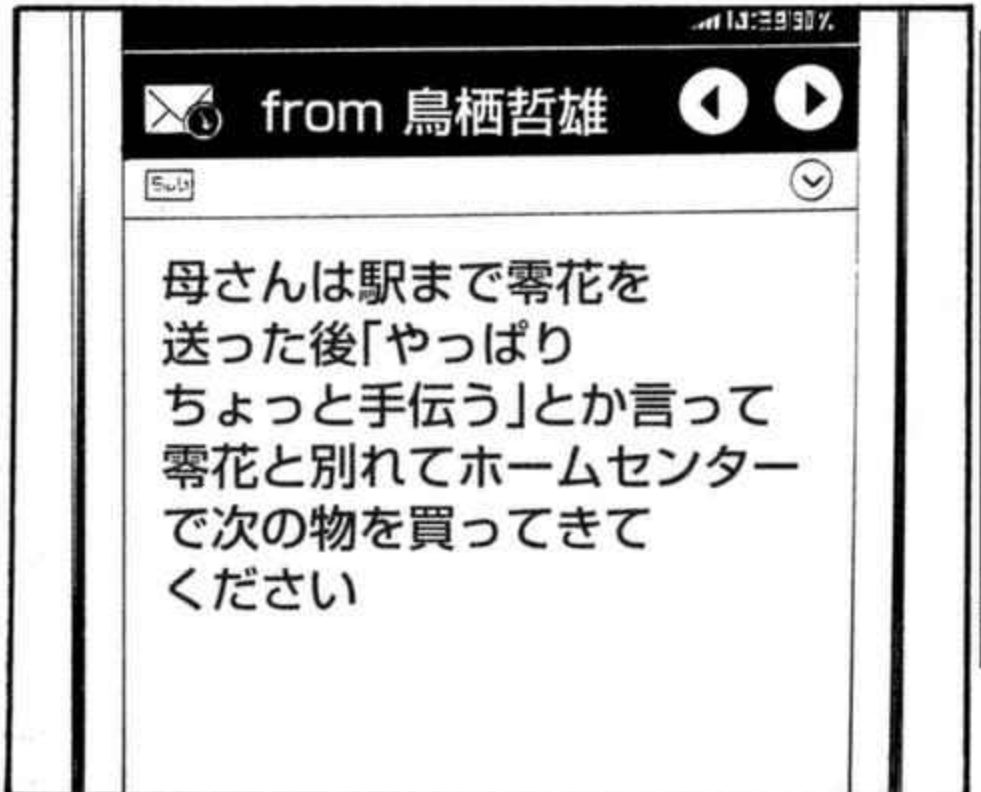 from 鳥栖哲雄
Sub
母さんは駅まで零花を
送った後「やっぱり
ちょっと手伝う」とか言って
零花と別れてホームセンター
で次の物を買ってきて
ください